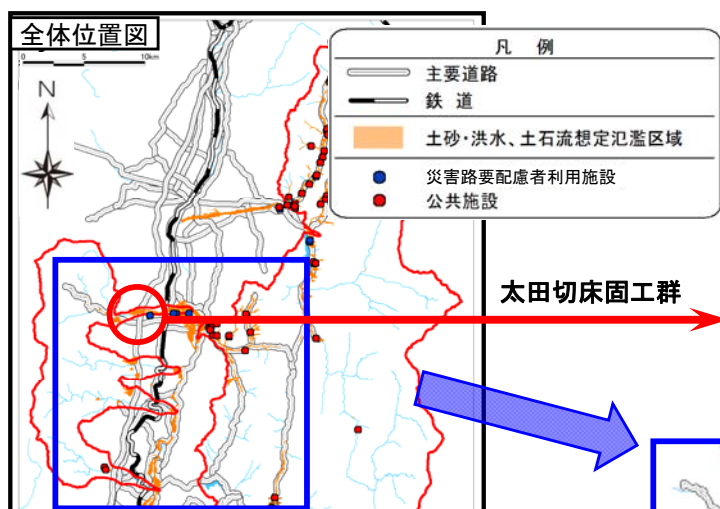 全体位置図
0 5 10km
N
凡 例
主要道路
鉄 道
土砂・洪水、土石流想定氾濫区域
災害路要配慮者利用施設
公共施設
太田切床固工群